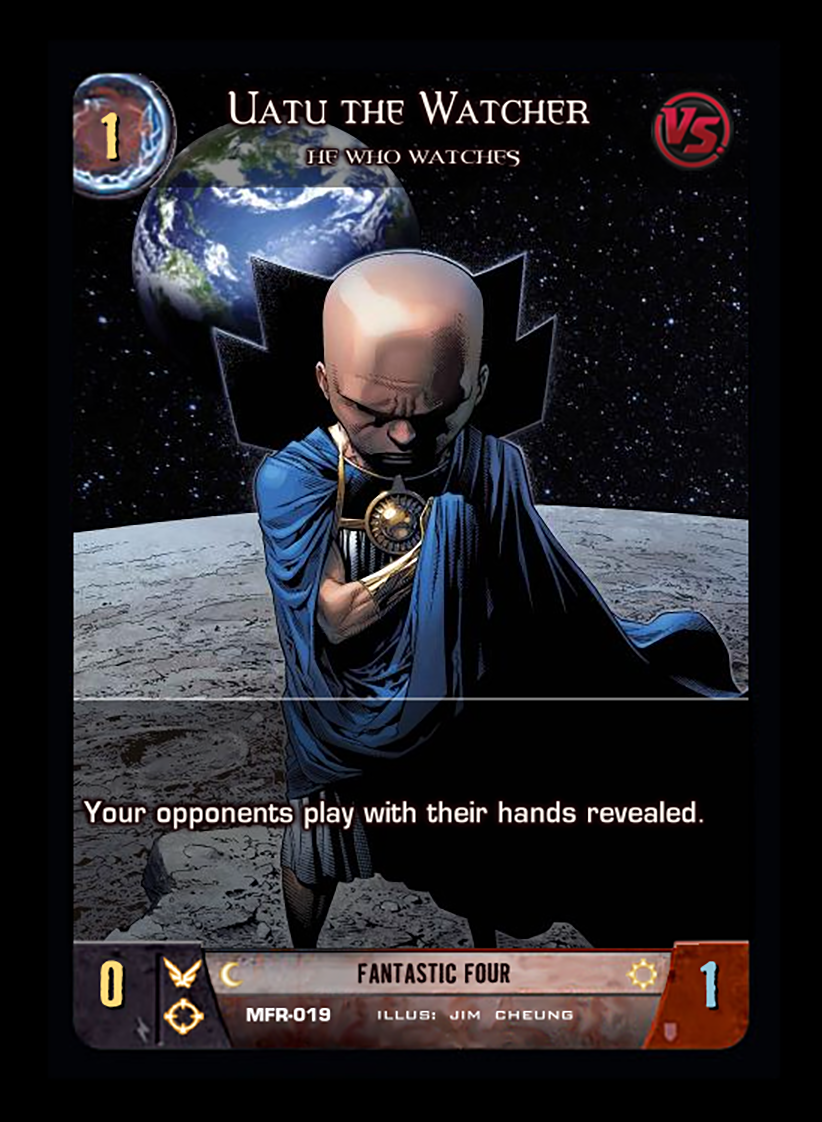 1
Uatu the Watcher
VS.
He Who Watches
Your opponents play with their hands revealed.
0
FANTASTIC FOUR
1
MFR-019 ILLUS: JIM CHEUNG